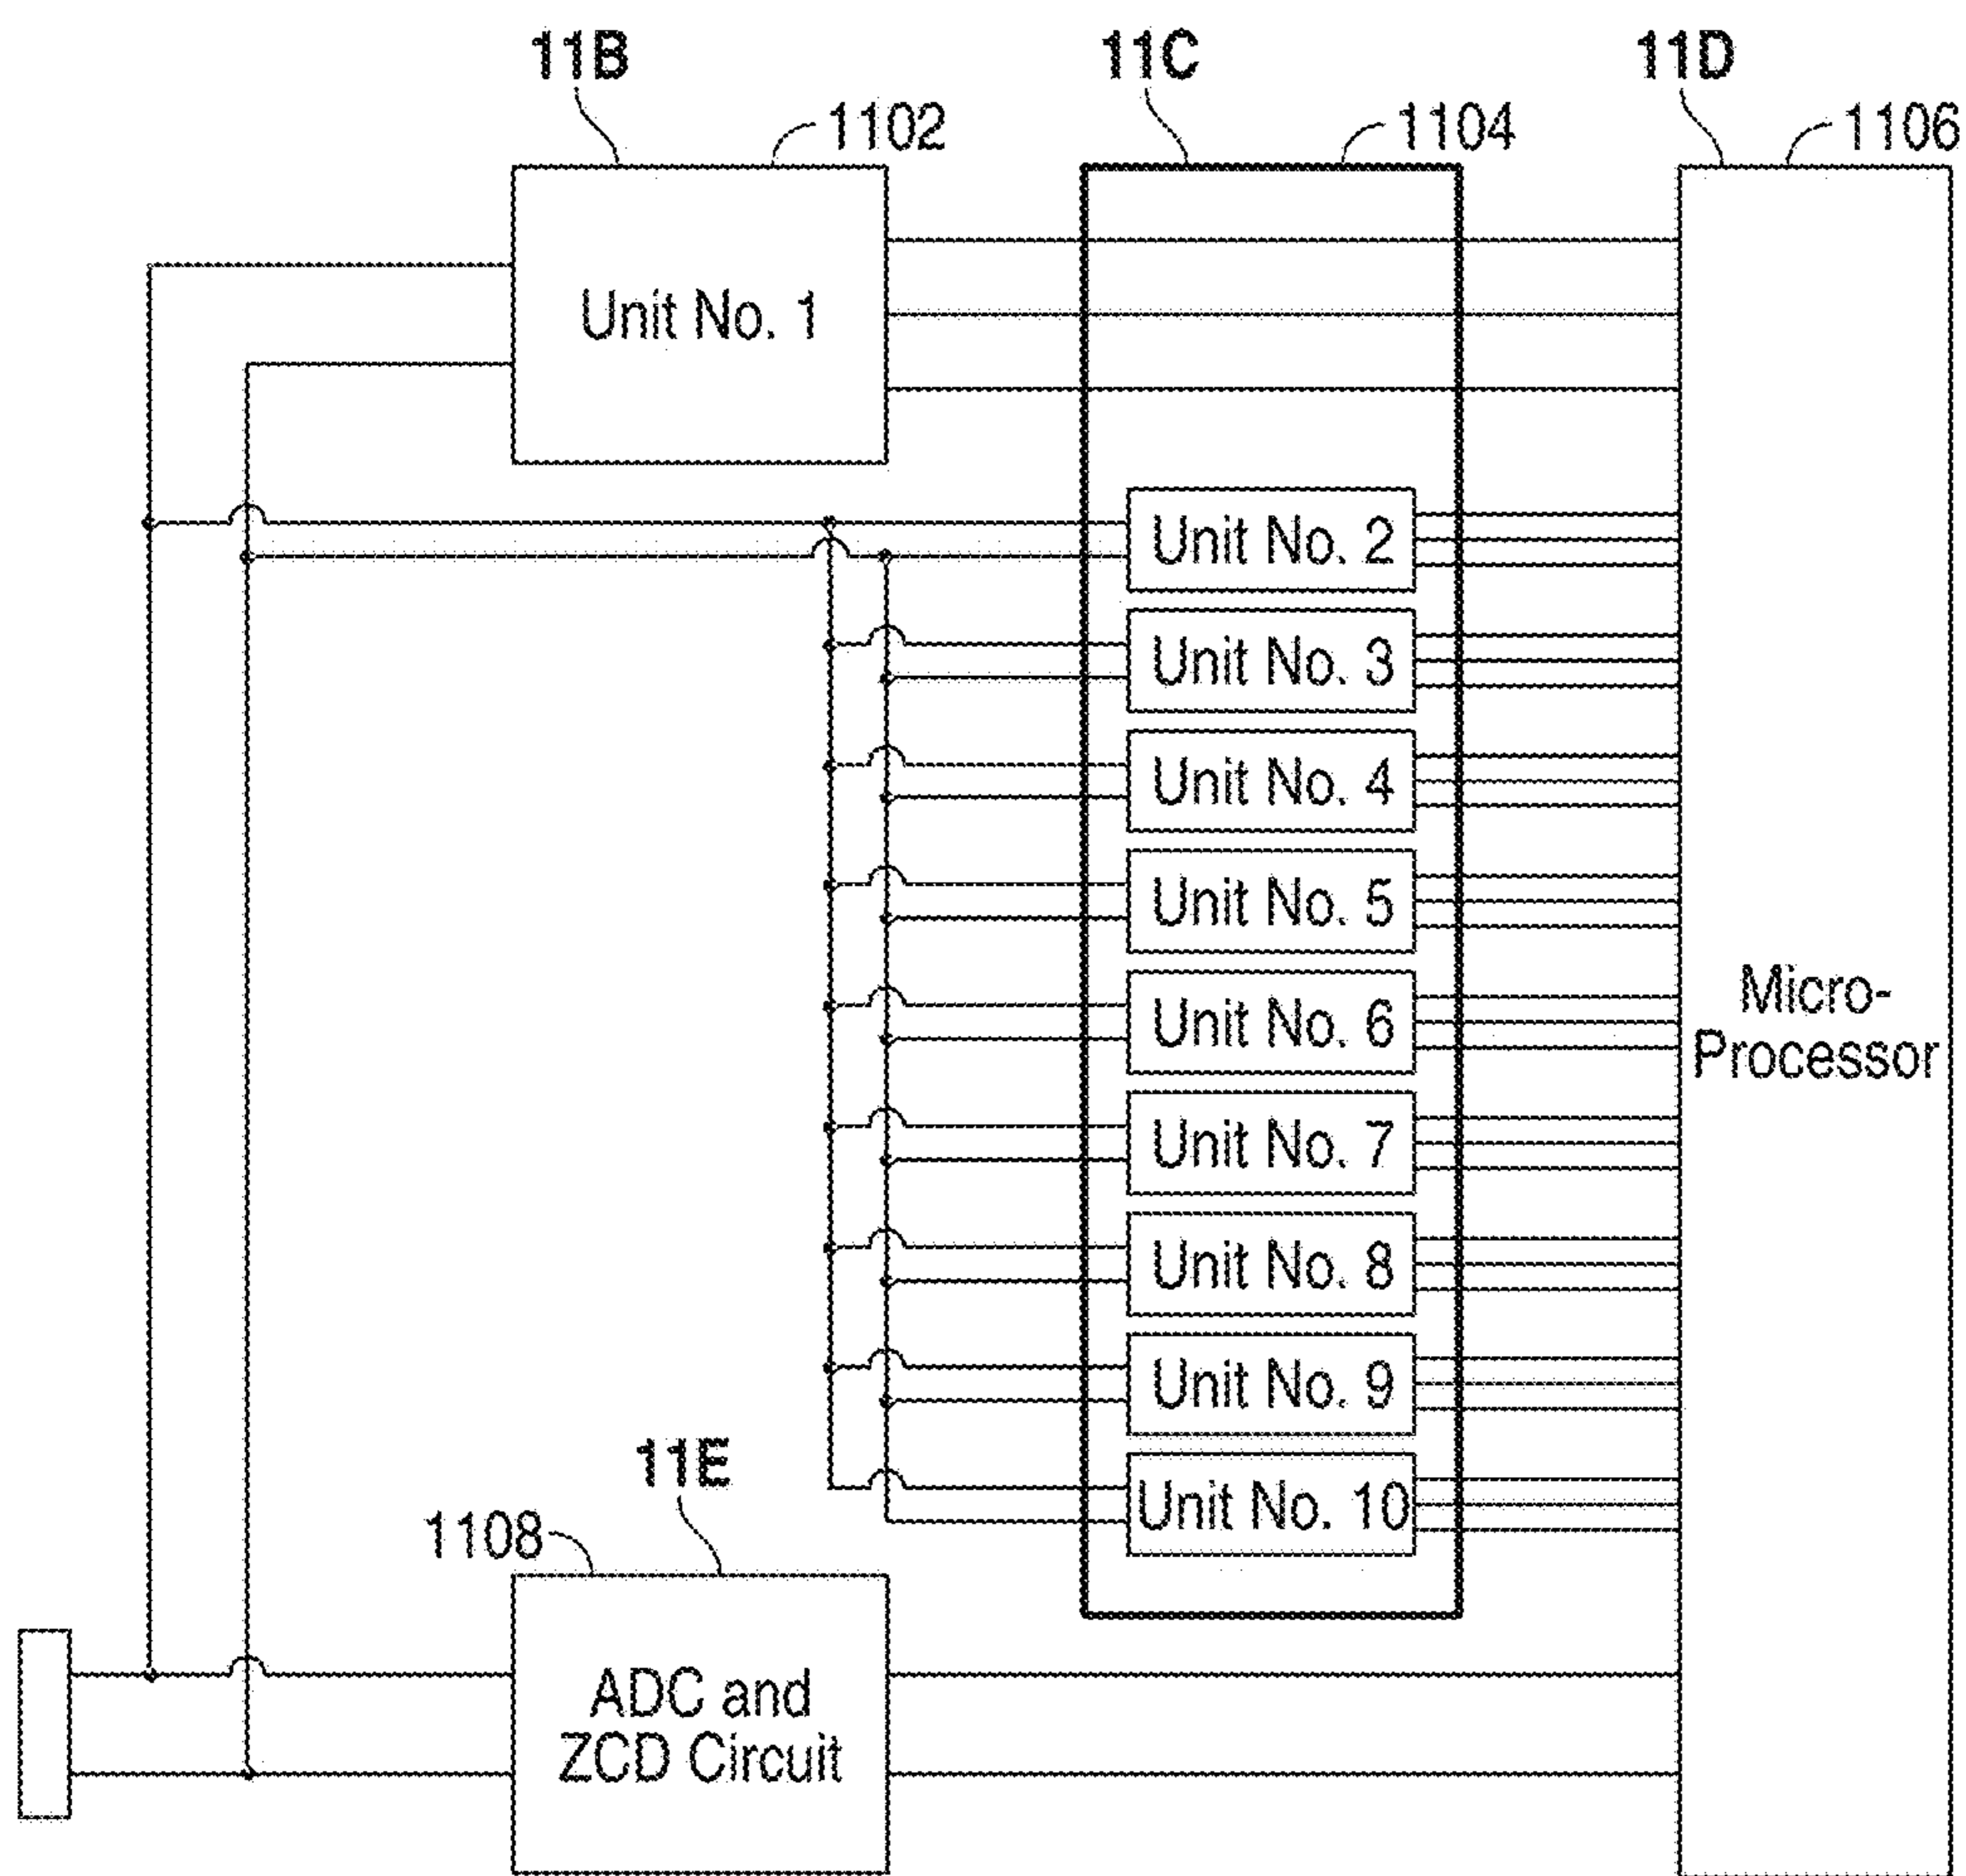 11B
11C
11D
1102
1104
1106
Unit No. 1
Unit No. 2
Unit No. 3
Unit No. 4
Unit No. 5
Unit No. 6
Unit No. 7
Unit No. 8
Unit No. 9
Unit No. 10
Micro-
Processor
11E
1108
ADC and
ZCD Circuit